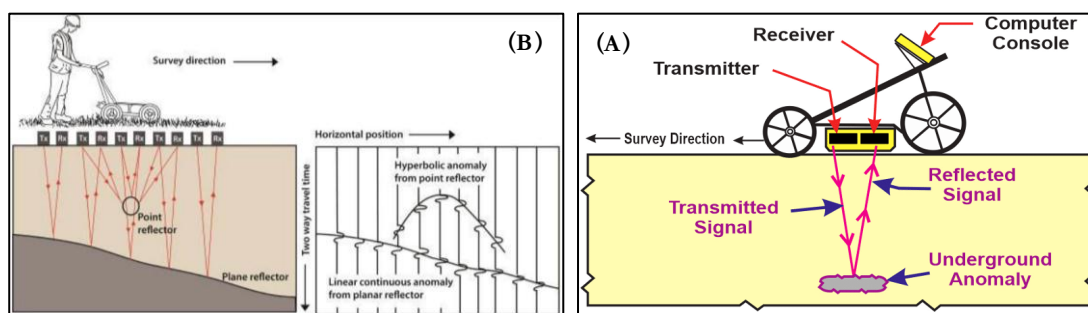 (B)
Survey direction
Tx Rx Tx Rx Tx Rx Tx Rx
Point
reflector
Plane reflector
Horizontal position
Two way travel time
Hyperbolic anomaly
from point reflector
Linear continuous anomaly
from planar reflector
(A)
Computer
Console
Receiver
Transmitter
Survey Direction
Reflected
Signal
Transmitted
Signal
Underground
Anomaly